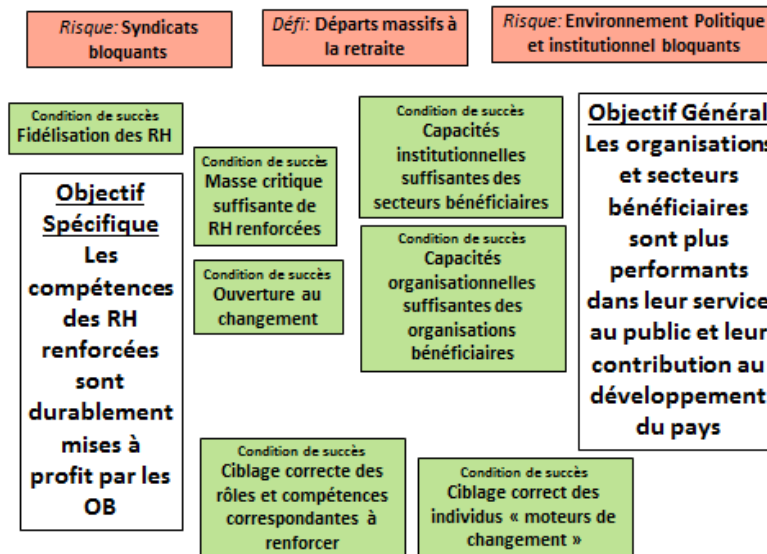 Risque: Syndicats
bloquants
Défi: Départs massifs à
la retraite
Risque: Environnement Politique
et institutionnel bloquants
Condition de succès
Fidélisation des RH
Objectif
Spécifique
Les
compétences
des RH
renforcées
sont
durablement
mises à
profit par les
OB
Condition de succès
Masse critique
suffisante de
RH renforcées
Condition de succès
Ouverture au
changement
Condition de succès
Capacités
institutionnelles
suffisantes des
secteurs bénéficiaires
Condition de succès
Capacités
organisationnelles
suffisantes des
organisations
bénéficiaires
Objectif Général
Les organisations
et secteurs
bénéficiaires
sont plus
performants
dans leur service
au public et leur
contribution au
développement
du pays
Condition de succès
Ciblage correcte des
rôles et compétences
correspondantes à
renforcer
Condition de succès
Ciblage correct des
individus « moteurs de
changement »